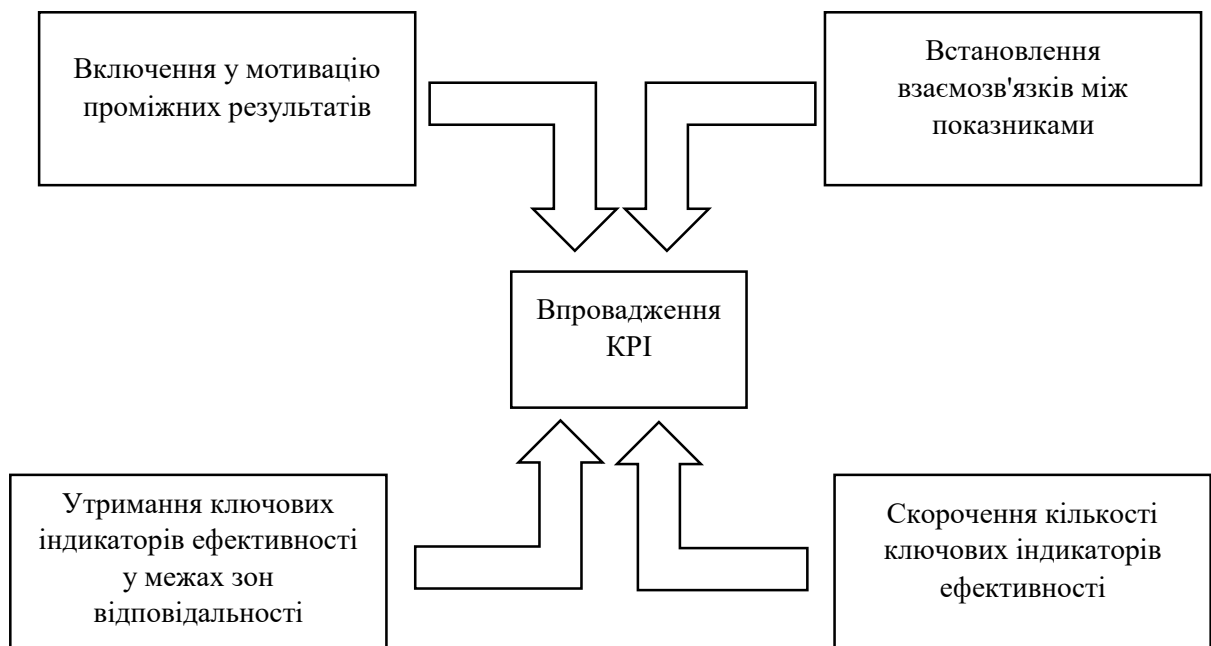 Включення у мотивацію
проміжних результатів
Встановлення
взаємозв'язків між
показниками
Впровадження
KPI
Утримання ключових
індикаторів ефективності
у межах зон
відповідальності
Скорочення кількості
ключових індикаторів
ефективності